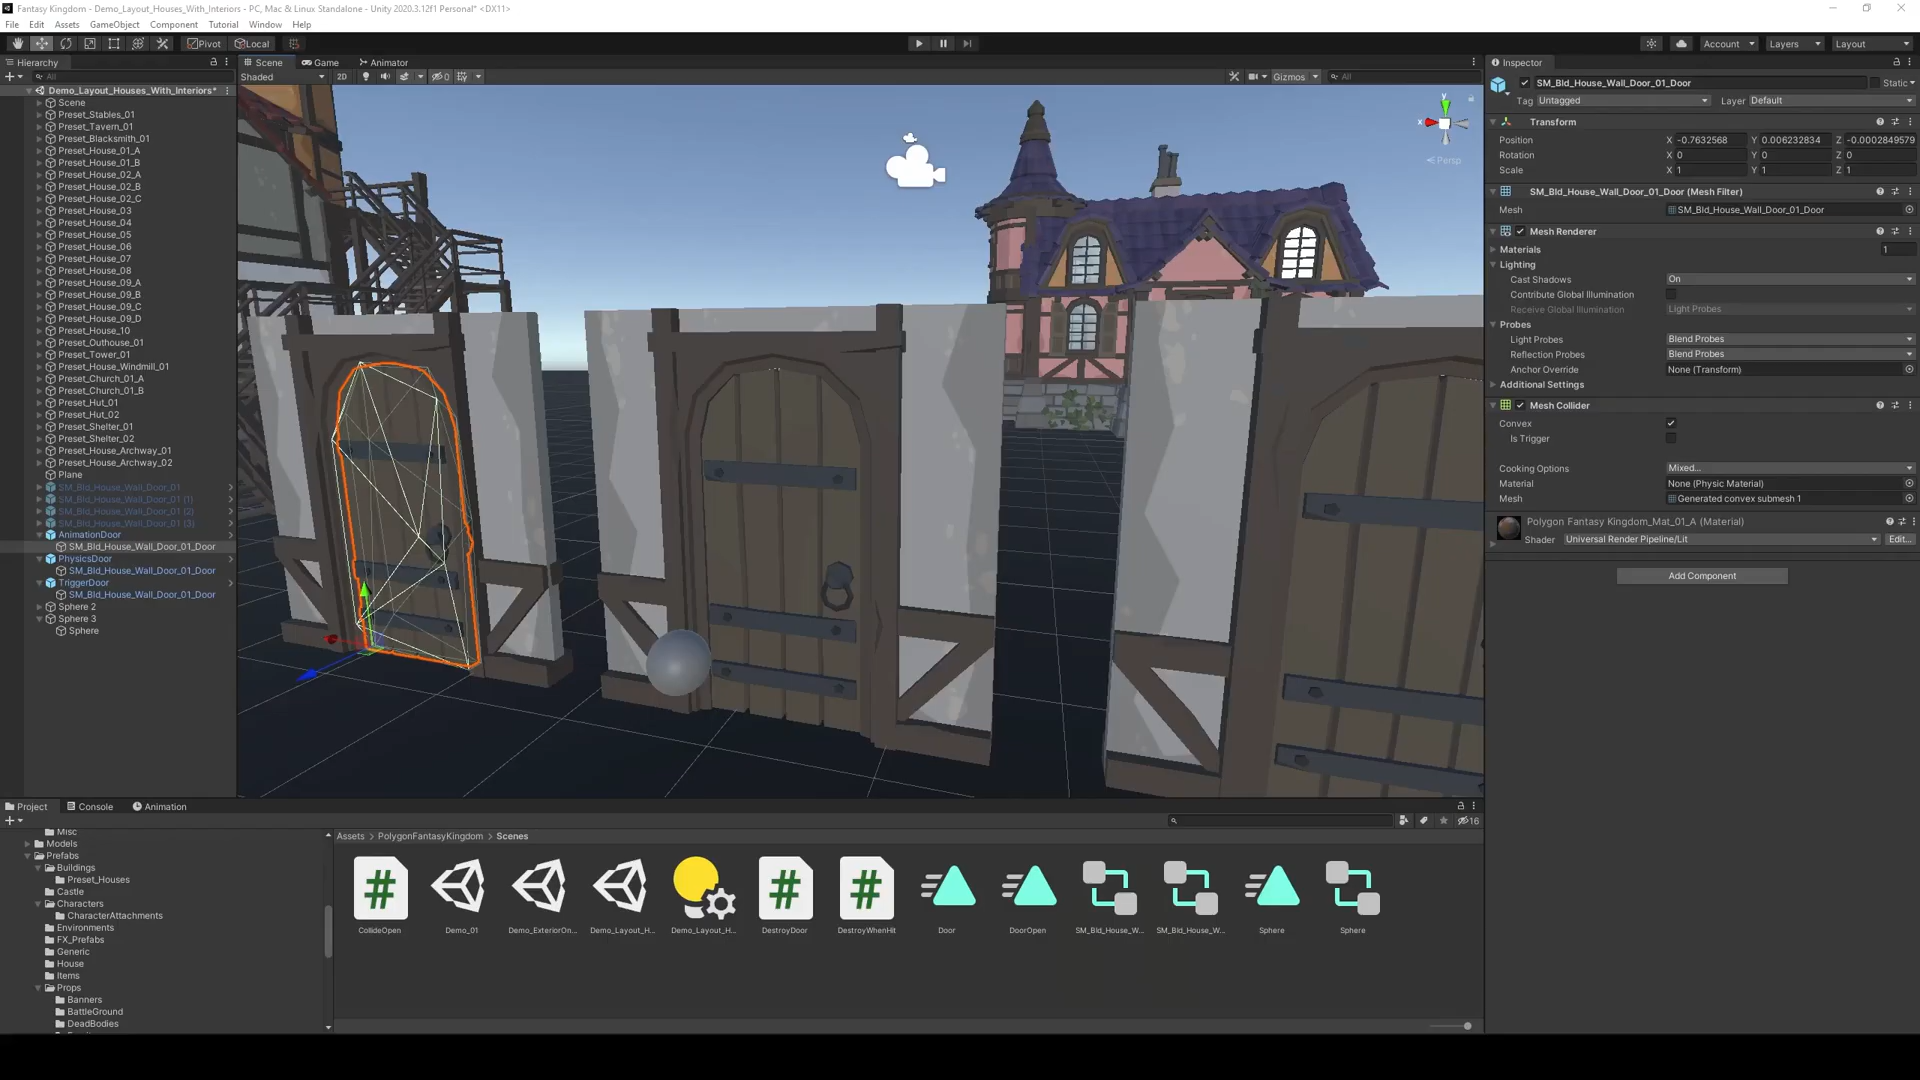 Fantasy Kingdom - Demo_Layout_Houses_With_Interiors - PC, Mac & Linux Standalone - Unity 2020.3.12f1 Personal* <DX11>
File Edit Assets GameObject Component Tutorial Window Help
Pivot Local Account Layers Layout
Hierarchy
All
Demo_Layout_Houses_With_Interiors*
Scene
Preset_Stables_01
Preset_Tavern_01
Preset_Blacksmith_01
Preset_House_01_A
Preset_House_01_B
Preset_House_02_A
Preset_House_02_B
Preset_House_02_C
Preset_House_03
Preset_House_04
Preset_House_05
Preset_House_06
Preset_House_07
Preset_House_08
Preset_House_09_A
Preset_House_09_B
Preset_House_09_C
Preset_House_09_D
Preset_House_10
Preset_Outhouse_01
Preset_Tower_01
Preset_House_Windmill_01
Preset_Church_01_A
Preset_Church_01_B
Preset_Hut_01
Preset_Hut_02
Preset_Shelter_01
Preset_Shelter_02
Preset_House_Archway_01
Preset_House_Archway_02
Plane
SM_Bld_House_Wall_Door_01
SM_Bld_House_Wall_Door_01 (1)
SM_Bld_House_Wall_Door_01 (2)
SM_Bld_House_Wall_Door_01 (3)
AnimationDoor
SM_Bld_House_Wall_Door_01_Door
PhysicsDoor
SM_Bld_House_Wall_Door_01_Door
TriggerDoor
SM_Bld_House_Wall_Door_01_Door
Sphere 2
Sphere 3
Sphere
Scene Game Animator
Shaded 2D 0 Gizmos All
y
x
Persp
Inspector
SM_Bld_House_Wall_Door_01_Door Static
Tag Untagged Layer Default
Transform
Position X -0.7632568 Y 0.006232834 Z -0.0002849579
Rotation X 0 Y 0 Z 0
Scale X 1 Y 1 Z 1
SM_Bld_House_Wall_Door_01_Door (Mesh Filter)
Mesh SM_Bld_House_Wall_Door_01_Door
Mesh Renderer
Materials 1
Lighting
Cast Shadows On
Contribute Global Illumination
Receive Global Illumination Light Probes
Probes
Light Probes Blend Probes
Reflection Probes Blend Probes
Anchor Override None (Transform)
Additional Settings
Mesh Collider
Convex
Is Trigger
Cooking Options Mixed...
Material None (Physic Material)
Mesh Generated convex submesh 1
Polygon Fantasy Kingdom_Mat_01_A (Material)
Shader Universal Render Pipeline/Lit Edit...
Add Component
Project Console Animation
16
Misc
Models
Prefabs
Buildings
Preset_Houses
Castle
Characters
CharacterAttachments
Environments
FX_Prefabs
Generic
House
Items
Props
Banners
BattleGround
DeadBodies
Assets > PolygonFantasyKingdom > Scenes
CollideOpen Demo_01 Demo_ExteriorOn... Demo_Layout_H... Demo_Layout_H... DestroyDoor DestroyWhenHit Door DoorOpen SM_Bld_House_W... SM_Bld_House_W... Sphere Sphere